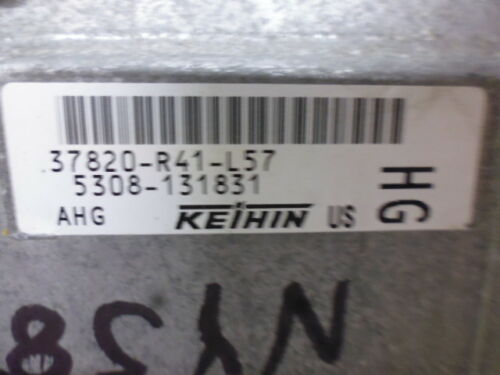 37820-R41-L57
5308-131831
AHG KEIHIN US
HG